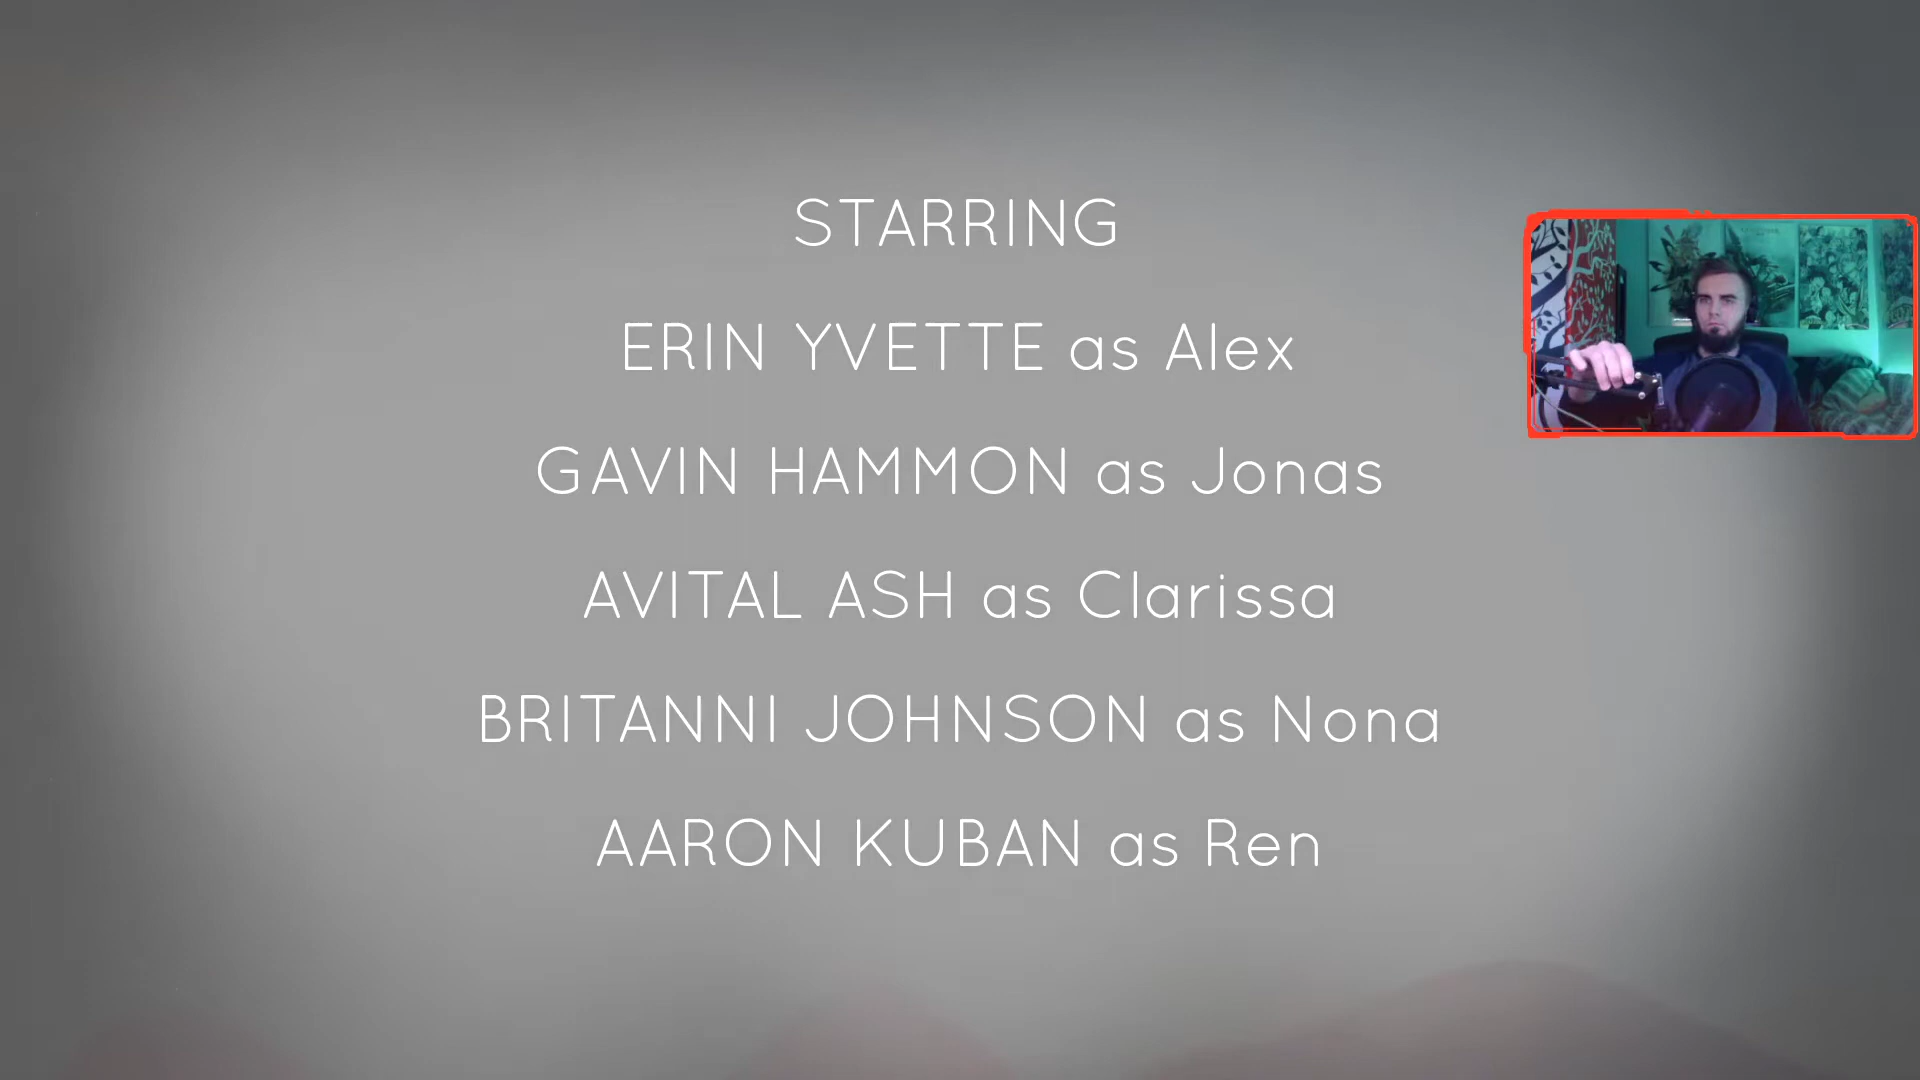 STARRING
ERIN YVETTE as Alex
GAVIN HAMMON as Jonas
AVITAL ASH as Clarissa
BRITANNI JOHNSON as Nona
AARON KUBAN as Ren